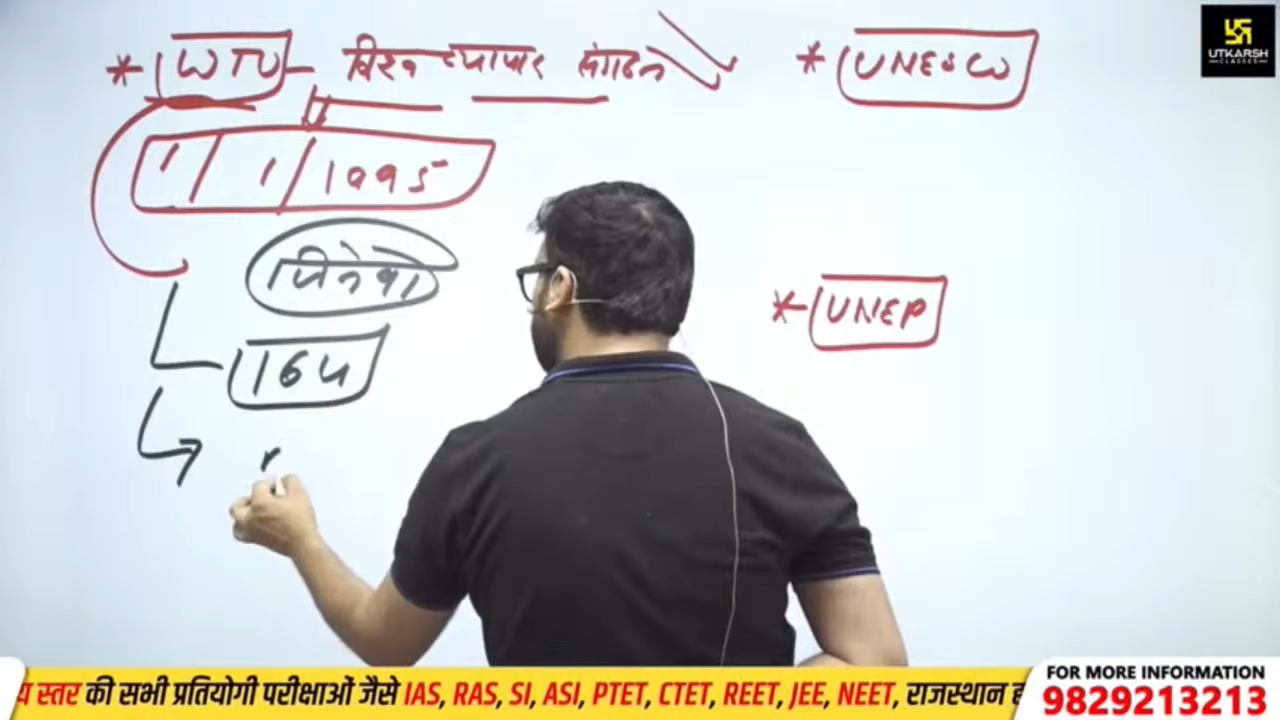 * WTO – विश्व व्यापार संगठन
1/1/1995
जिनेवा
164
* UNESCO
* UNEP
UTKARSH
CLASSES
य स्तर की सभी प्रतियोगी परीक्षाओं जैसे IAS, RAS, SI, ASI, PTET, CTET, REET, JEE, NEET, राजस्थान ह
FOR MORE INFORMATION
9829213213